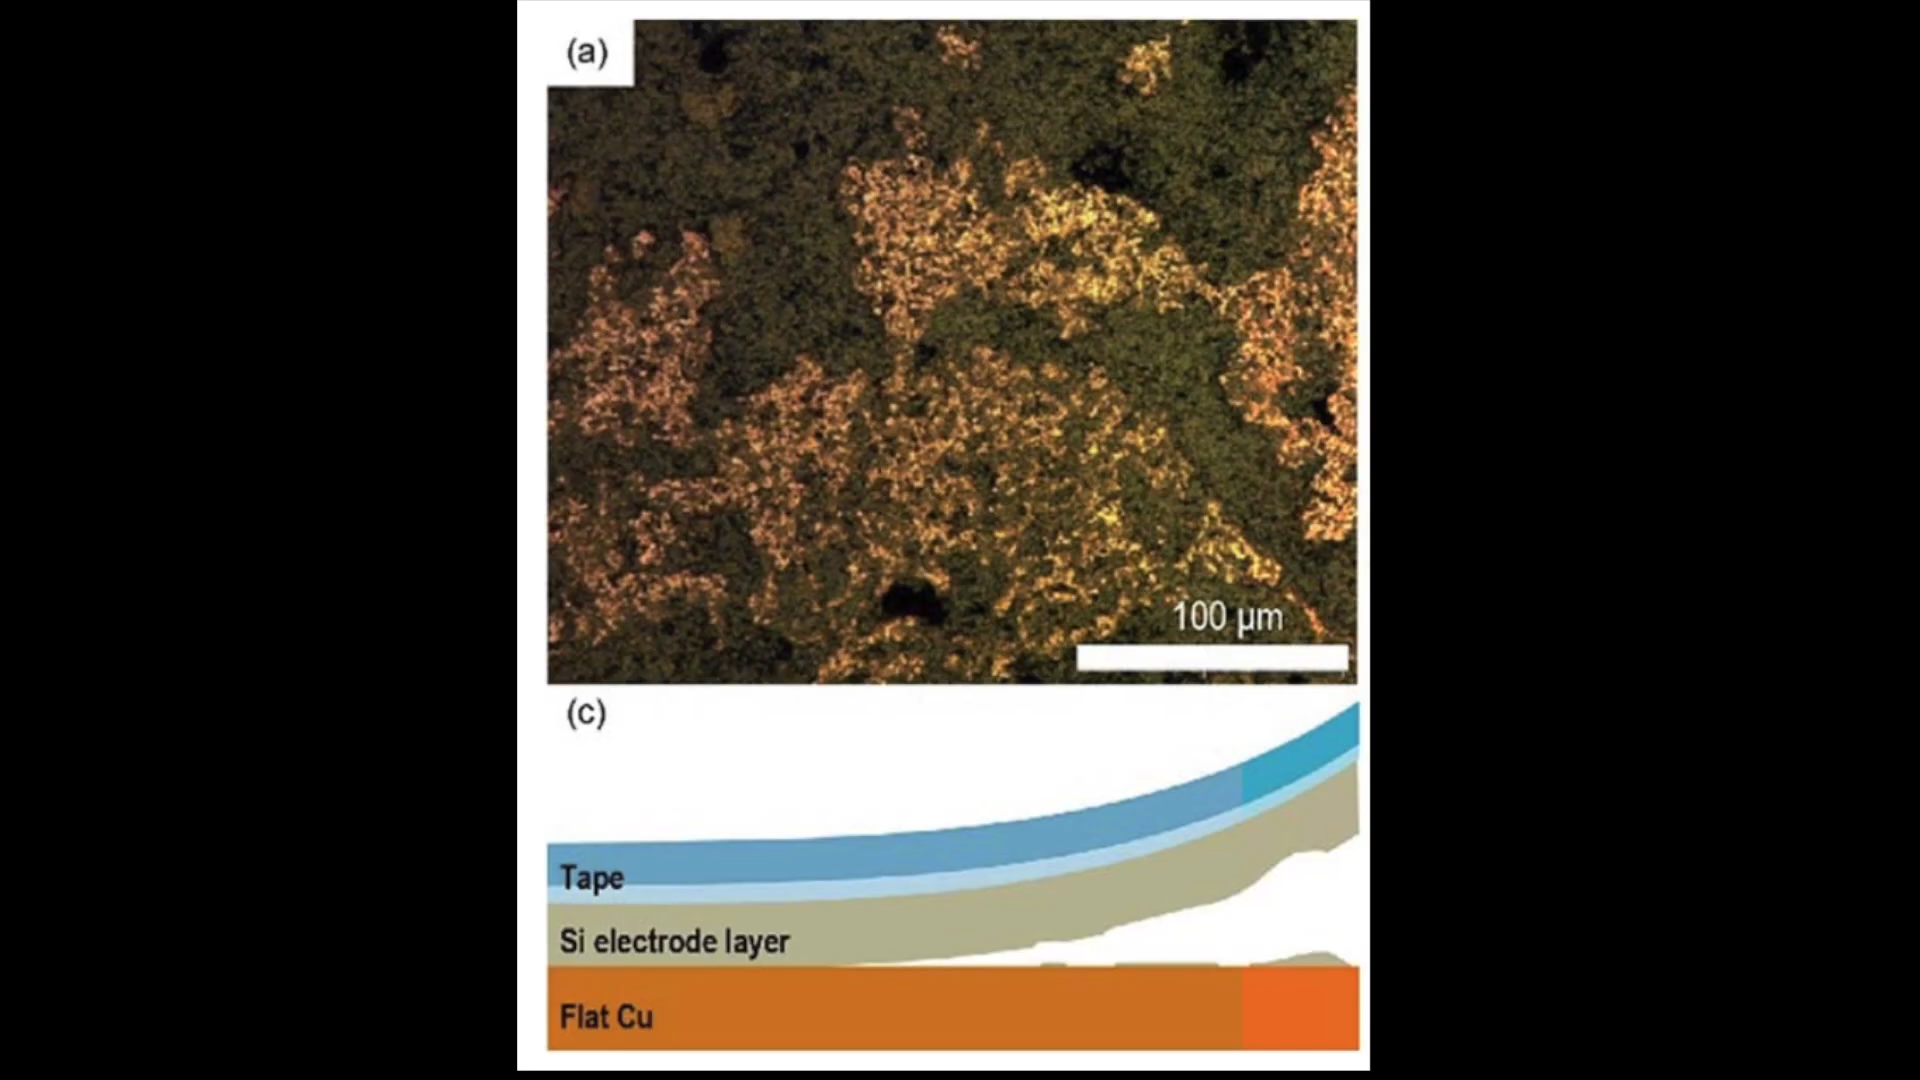 (a)
100 µm
(c)
Tape
Si electrode layer
Flat Cu